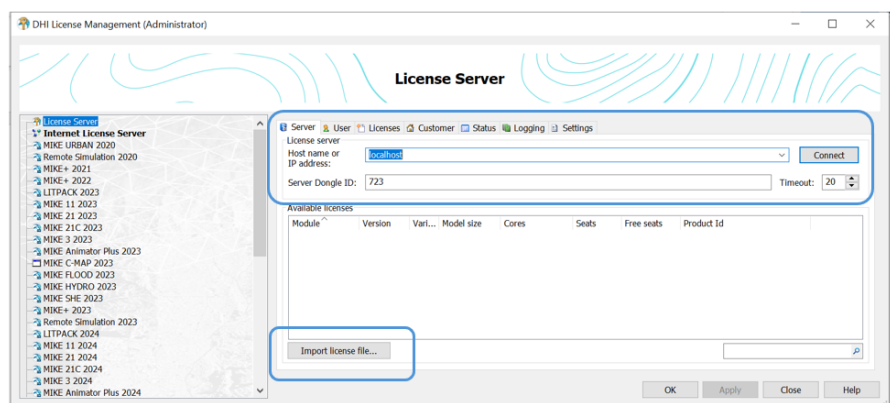 DHI License Management (Administrator)
License Server
License Server
Internet License Server
MIKE URBAN 2020
Remote Simulation 2020
MIKE+ 2021
MIKE+ 2022
LITPACK 2023
MIKE 11 2023
MIKE 21 2023
MIKE 21C 2023
MIKE 3 2023
MIKE Animator Plus 2023
MIKE C-MAP 2023
MIKE FLOOD 2023
MIKE HYDRO 2023
MIKE SHE 2023
MIKE+ 2023
Remote Simulation 2023
LITPACK 2024
MIKE 11 2024
MIKE 21 2024
MIKE 21C 2024
MIKE 3 2024
MIKE Animator Plus 2024
Server User Licenses Customer Status Logging Settings
License server
Host name or
IP address: localhost Connect
Server Dongle ID: 723 Timeout: 20
Available licenses
Module Version Vari... Model size Cores Seats Free seats Product Id
Import license file...
OK Apply Close Help